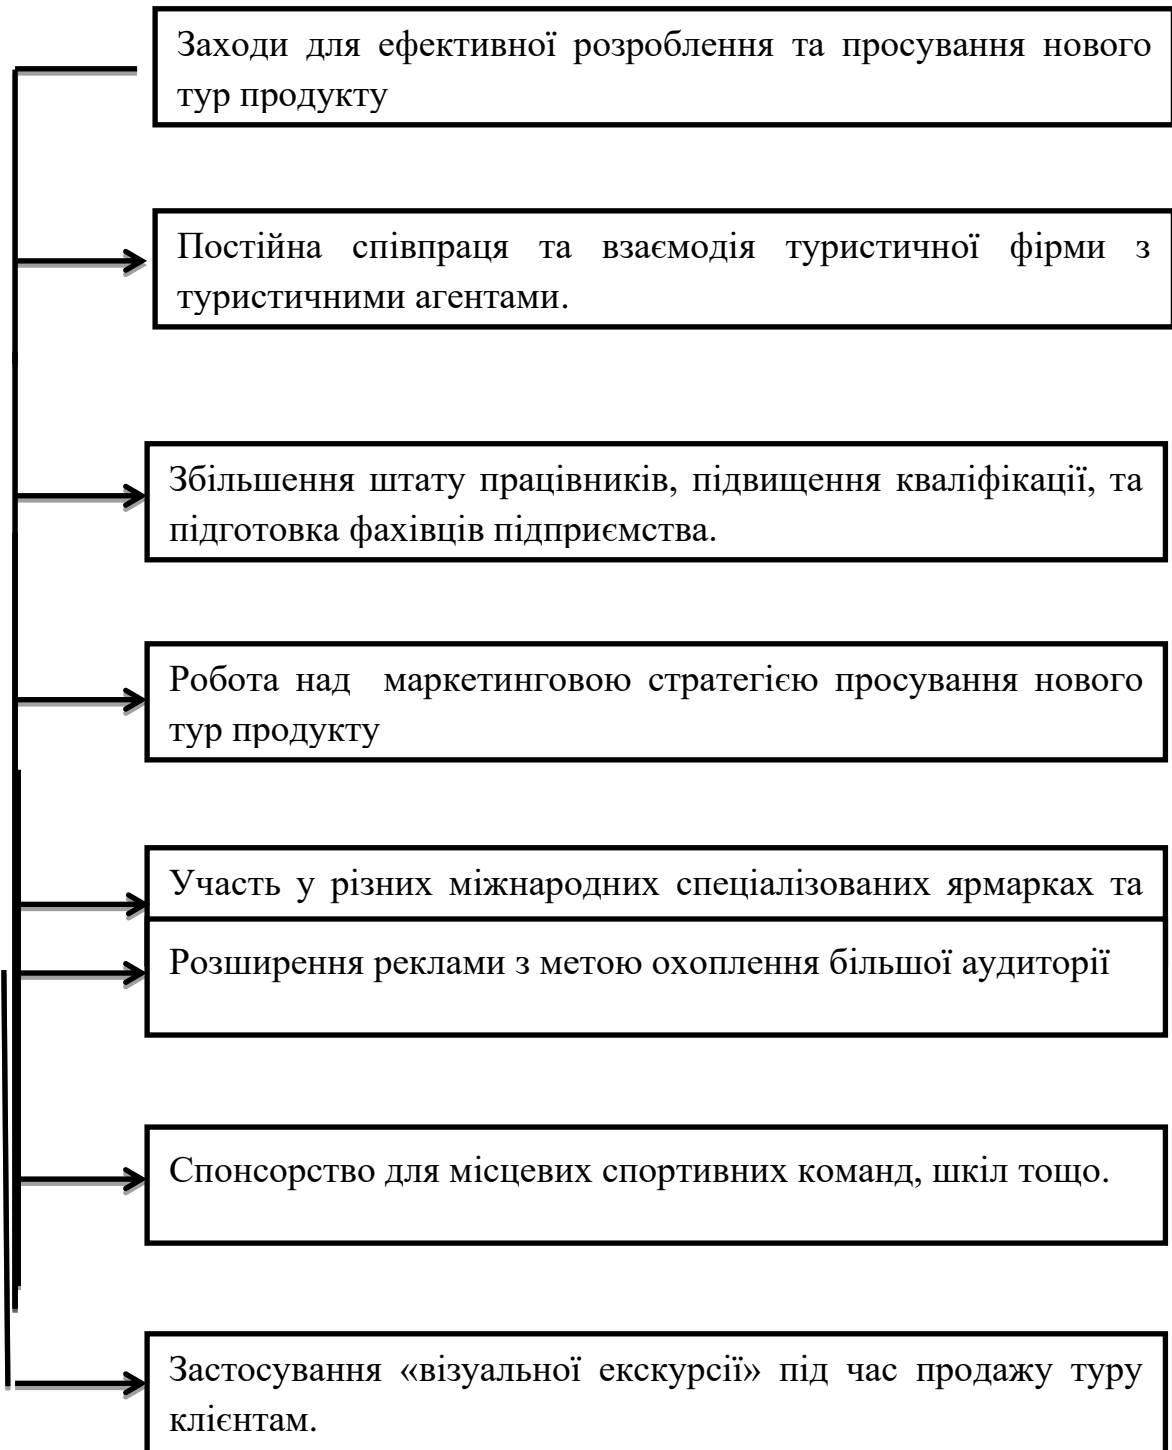 Заходи для ефективної розроблення та просування нового
тур продукту
Постійна співпраця та взаємодія туристичної фірми з
туристичними агентами.
Збільшення штату працівників, підвищення кваліфікації, та
підготовка фахівців підприємства.
Робота над маркетинговою стратегією просування нового
тур продукту
Участь у різних міжнародних спеціалізованих ярмарках та
Розширення реклами з метою охоплення більшої аудиторії
Спонсорство для місцевих спортивних команд, шкіл тощо.
Застосування «візуальної екскурсії» під час продажу туру
клієнтам.